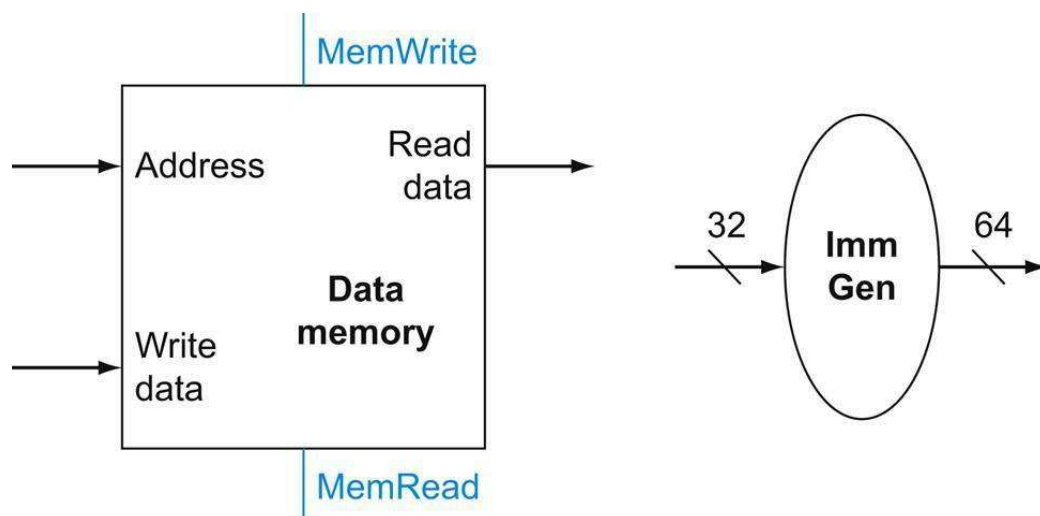 MemWrite
Address
Read
data
Data
memory
Write
data
MemRead
32
Imm
Gen
64